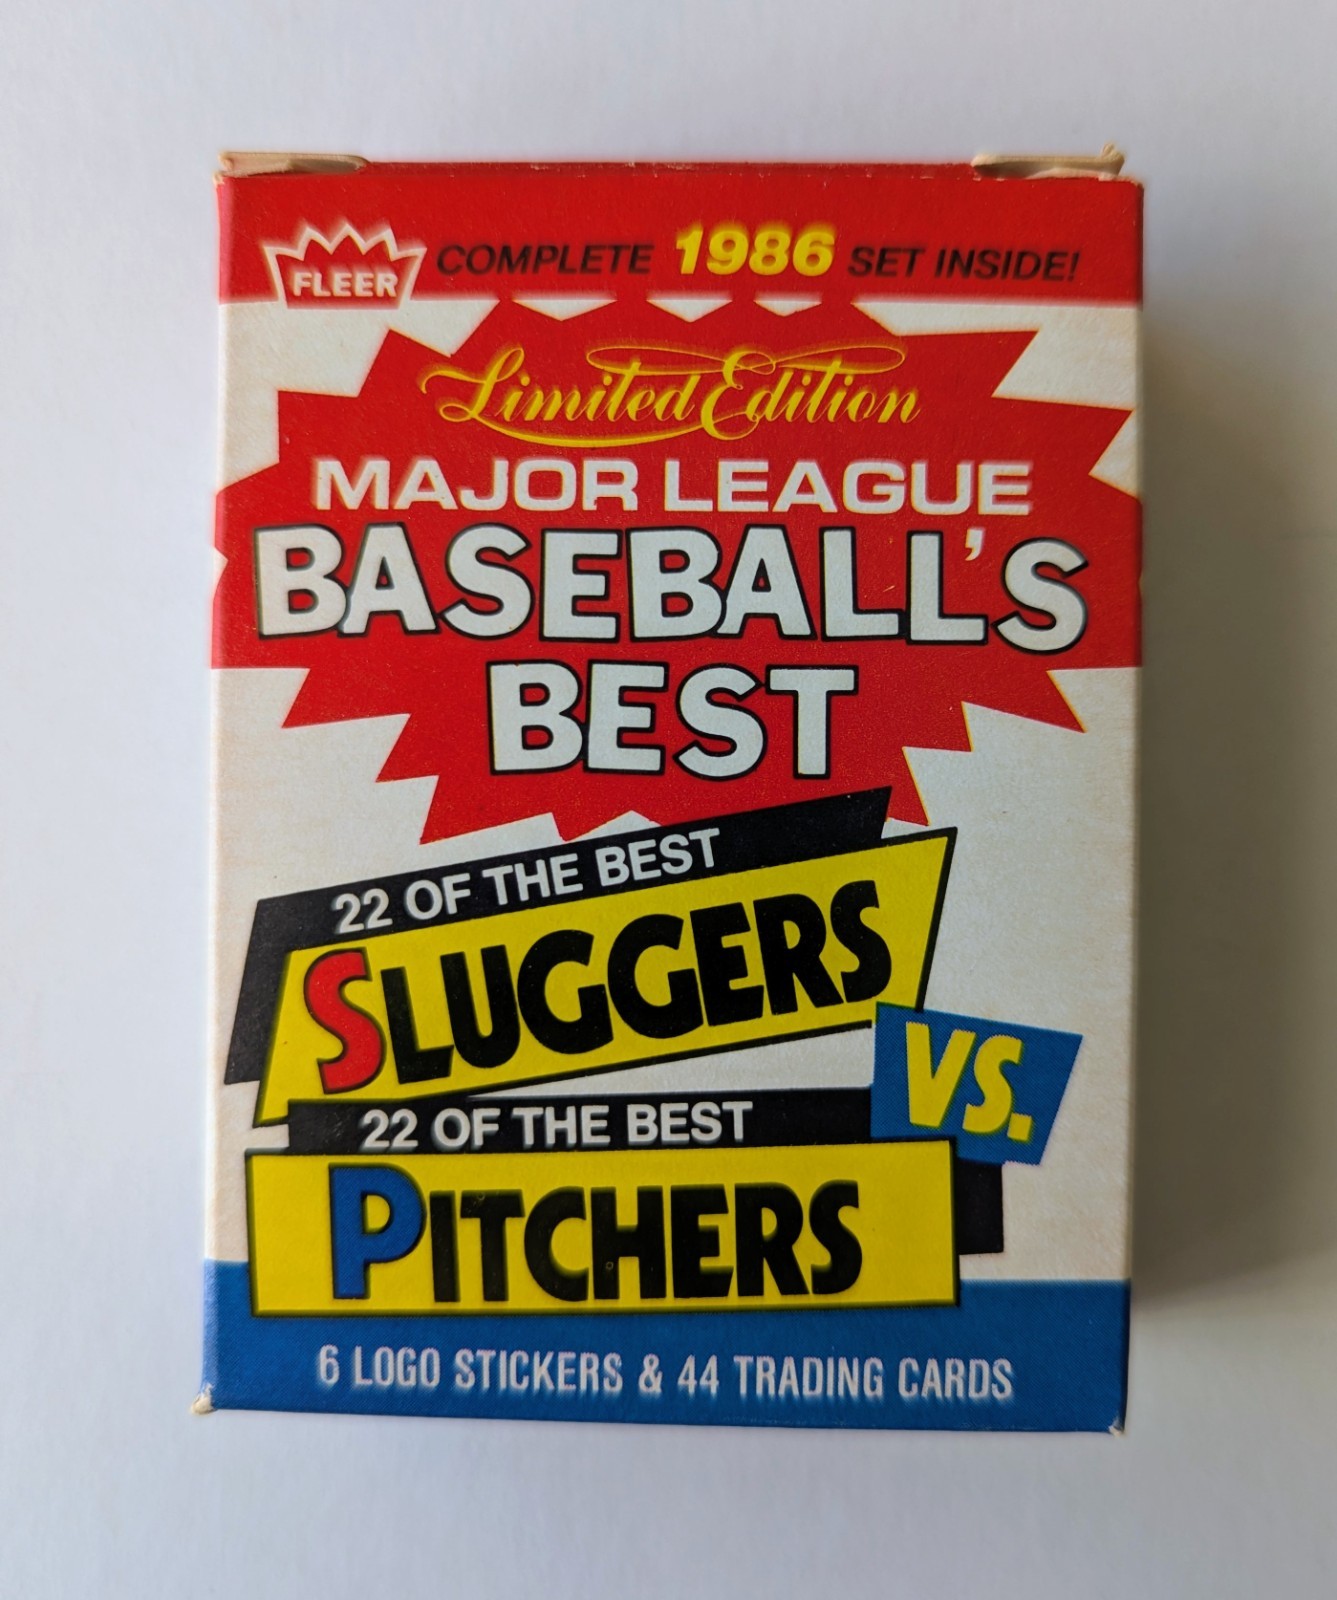 FLEER COMPLETE 1986 SET INSIDE!
Limited Edition
MAJOR LEAGUE
BASEBALL'S
BEST
22 OF THE BEST
SLUGGERS
VS.
22 OF THE BEST
PITCHERS
6 LOGO STICKERS & 44 TRADING CARDS